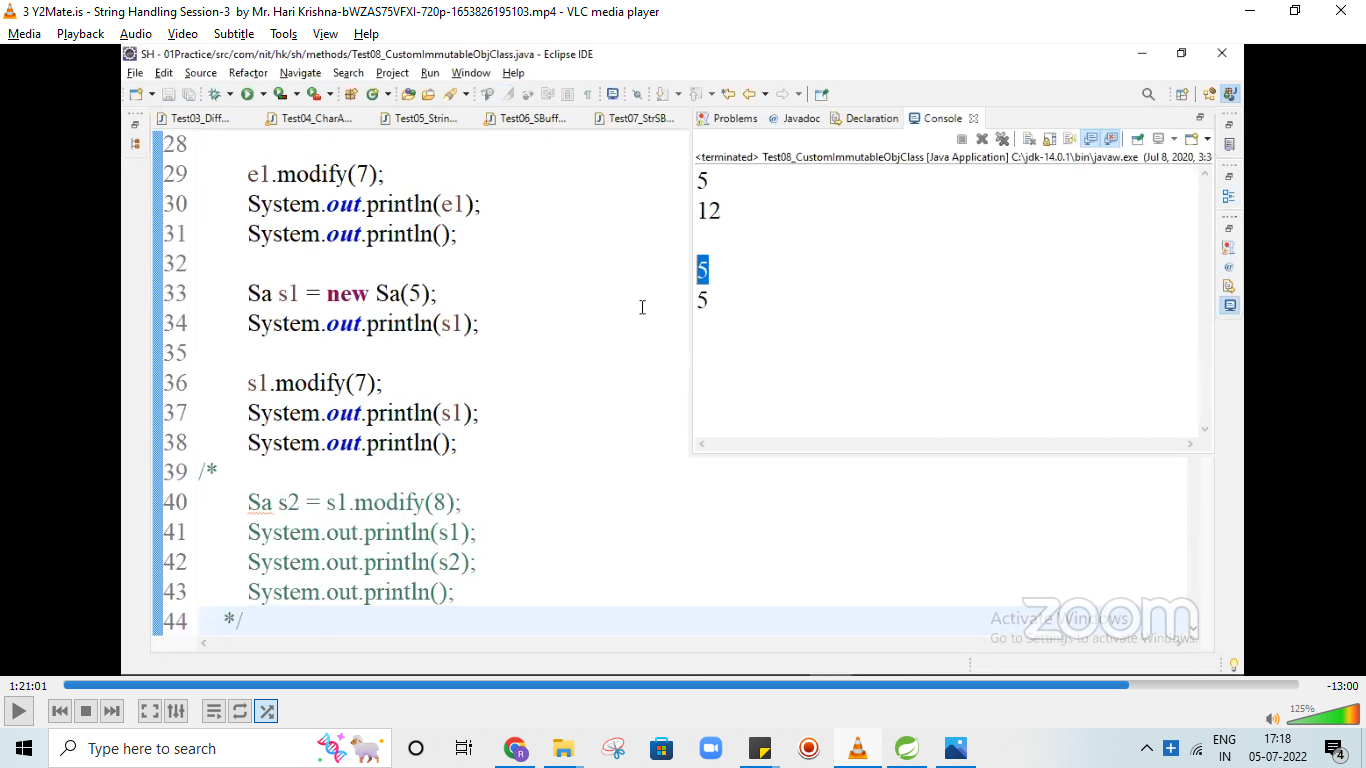 3 Y2Mate.is - String Handling Session-3  by Mr. Hari Krishna-bWZAS75VFXI-720p-1653826195103.mp4 - VLC media player
Media Playback Audio Video Subtitle Tools View Help
SH - 01Practice/src/com/nit/hk/sh/methods/Test08_CustomImmutableObjClass.java - Eclipse IDE
File Edit Source Refactor Navigate Search Project Run Window Help
Test03_Diff... Test04_CharA... Test05_Strin... Test06_SBuff... Test07_StrSB...
28
29 e1.modify(7);
30 System.out.println(e1);
31 System.out.println();
32
33 Sa s1 = new Sa(5);
34 System.out.println(s1);
35
36 s1.modify(7);
37 System.out.println(s1);
38 System.out.println();
39 /*
40 Sa s2 = s1.modify(8);
41 System.out.println(s1);
42 System.out.println(s2);
43 System.out.println();
44 */
Problems Javadoc Declaration Console
<terminated> Test08_CustomImmutableObjClass [Java Application] C:\jdk-14.0.1\bin\javaw.exe (Jul 8, 2020, 3:3
5
12
5
5
Activate Windows
Go to Settings to activate Windows.
zoom
1:21:01
-13:00
125%
Type here to search
ENG
IN
17:18
05-07-2022
4